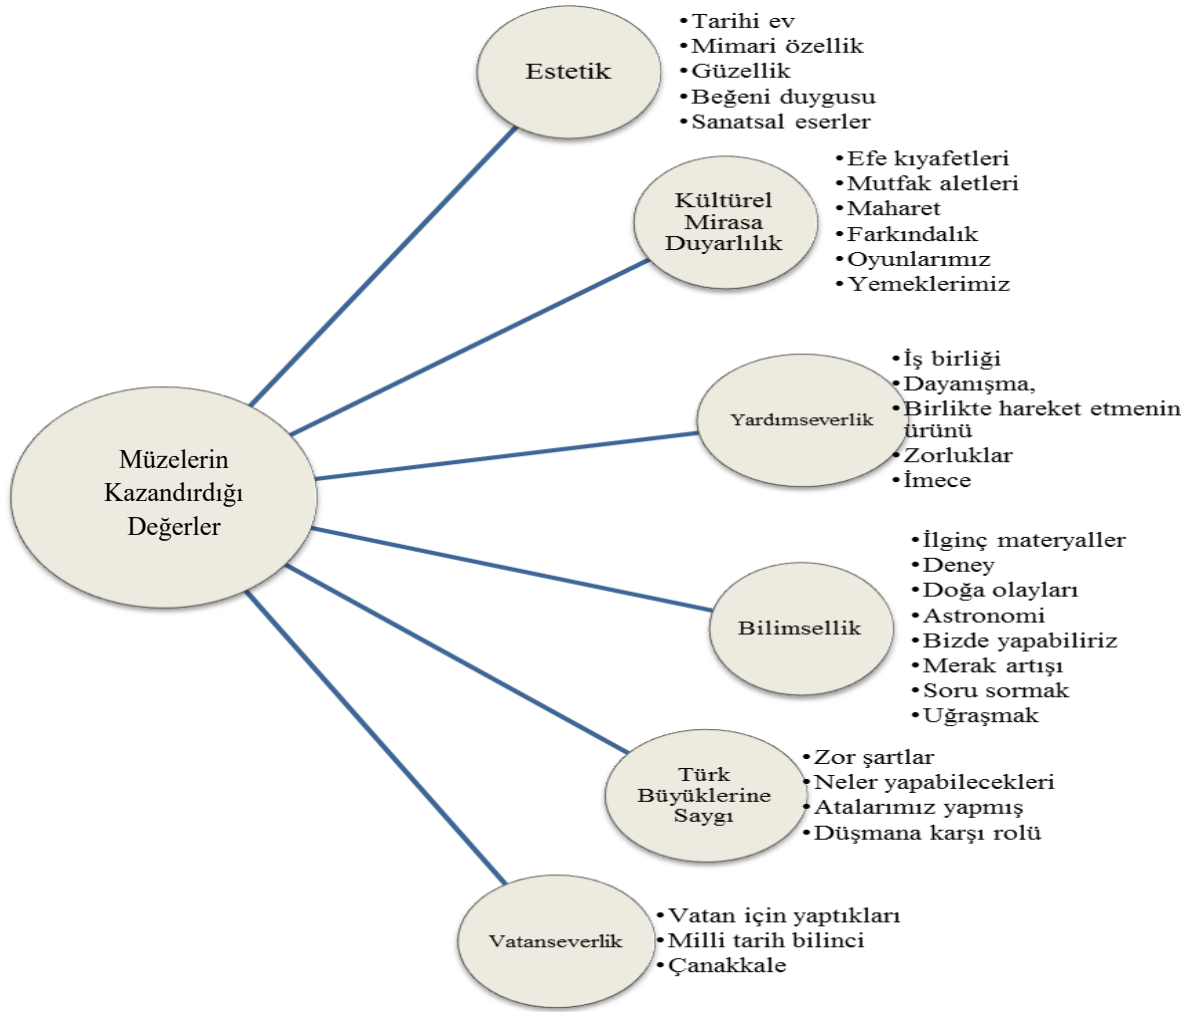 Estetik
•Tarihi ev
•Mimari özellik
•Güzellik
•Beğeni duygusu
•Sanatsal eserler
Kültürel
Mirasa
Duyarlılık
•Efe kıyafetleri
•Mutfak aletleri
•Maharet
•Farkındalık
•Oyunlarımız
•Yemeklerimiz
Müzelerin
Kazandırdığı
Değerler
Yardımseverlik
•İş birliği
•Dayanışma,
•Birlikte hareket etmenin
ürünü
•Zorluklar
•İmece
Bilimsellik
•İlginç materyaller
•Deney
•Doğa olayları
•Astronomi
•Bizde yapabiliriz
•Merak artışı
•Soru sormak
•Uğraşmak
Türk
Büyüklerine
Saygı
•Zor şartlar
•Neler yapabilecekleri
•Atalarımız yapmış
•Düşmana karşı rolü
Vatanseverlik
•Vatan için yaptıkları
•Milli tarih bilinci
•Çanakkale